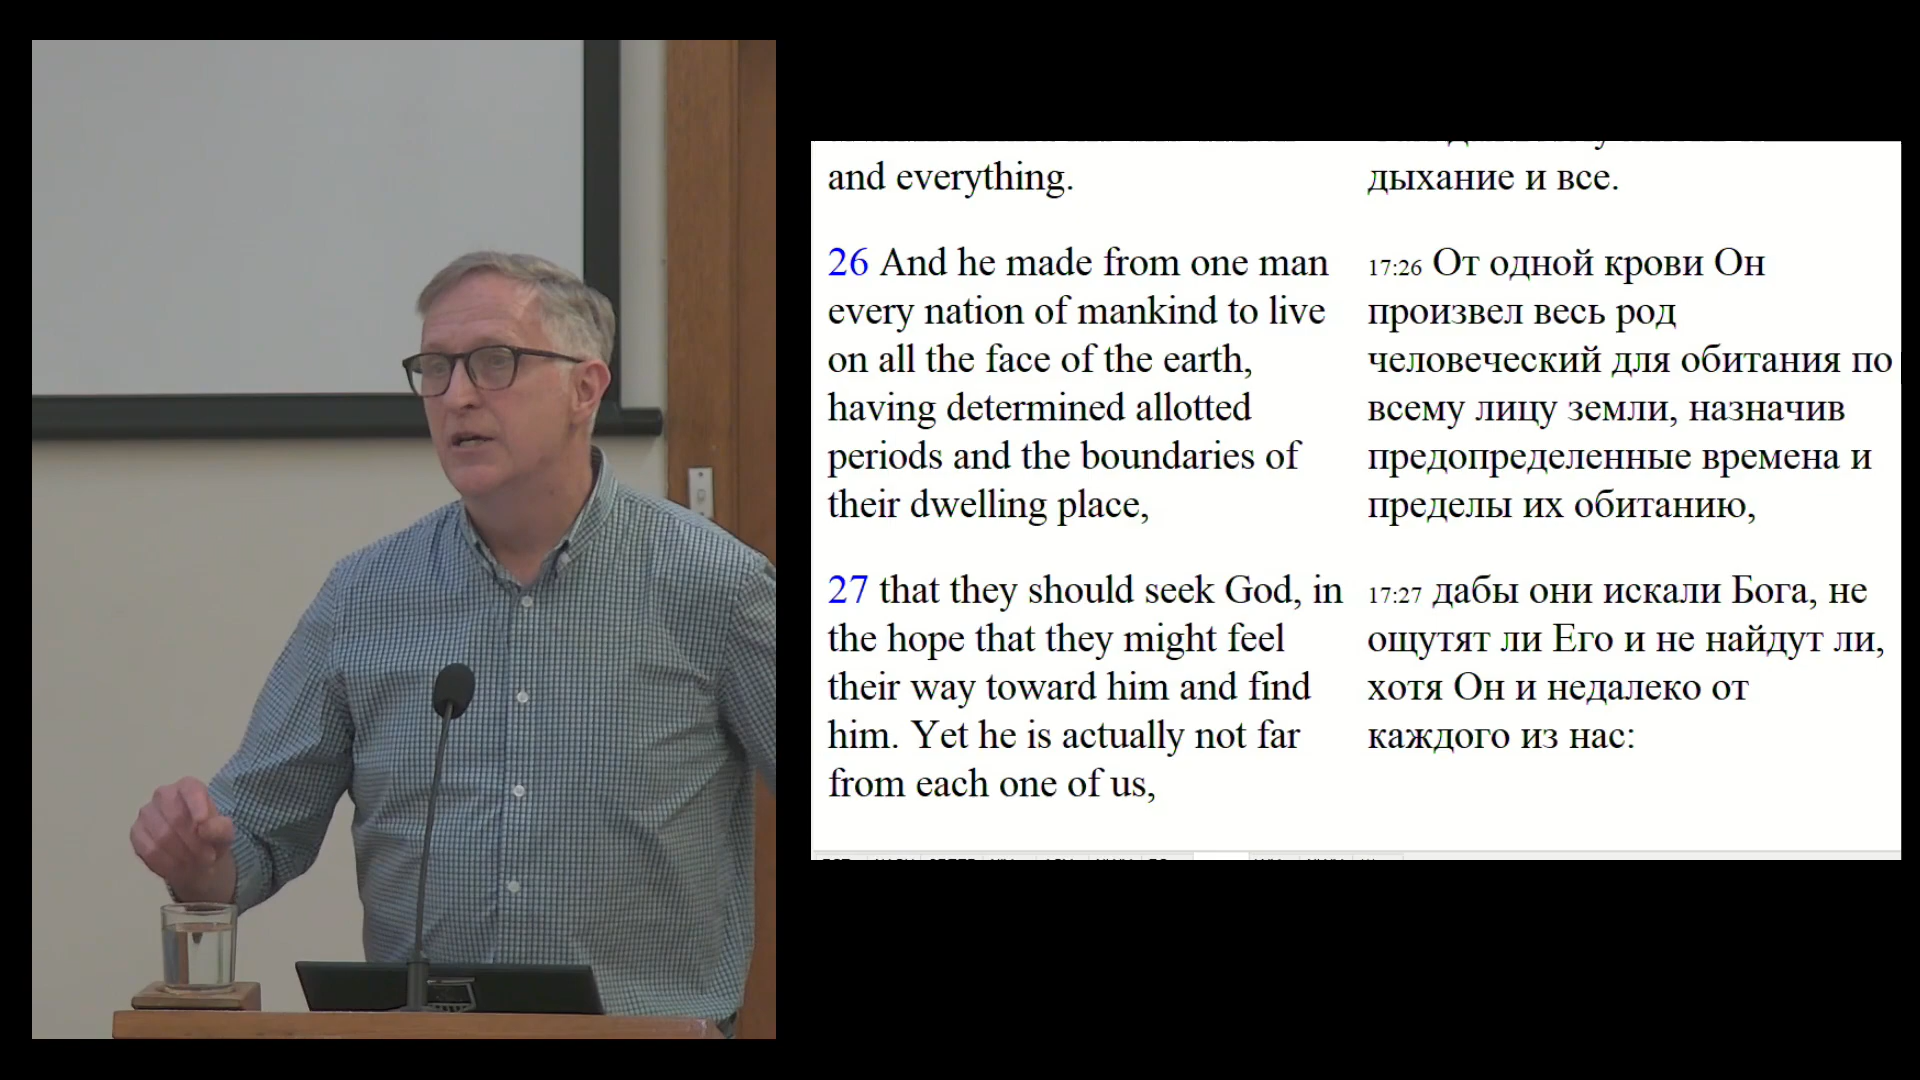 and everything.
26 And he made from one man
every nation of mankind to live
on all the face of the earth,
having determined allotted
periods and the boundaries of
their dwelling place,
27 that they should seek God, in
the hope that they might feel
their way toward him and find
him. Yet he is actually not far
from each one of us,
дыхание и все.
17:26 От одной крови Он
произвел весь род
человеческий для обитания по
всему лицу земли, назначив
предопределенные времена и
пределы их обитанию,
17:27 дабы они искали Бога, не
ощутят ли Его и не найдут ли,
хотя Он и недалеко от
каждого из нас: